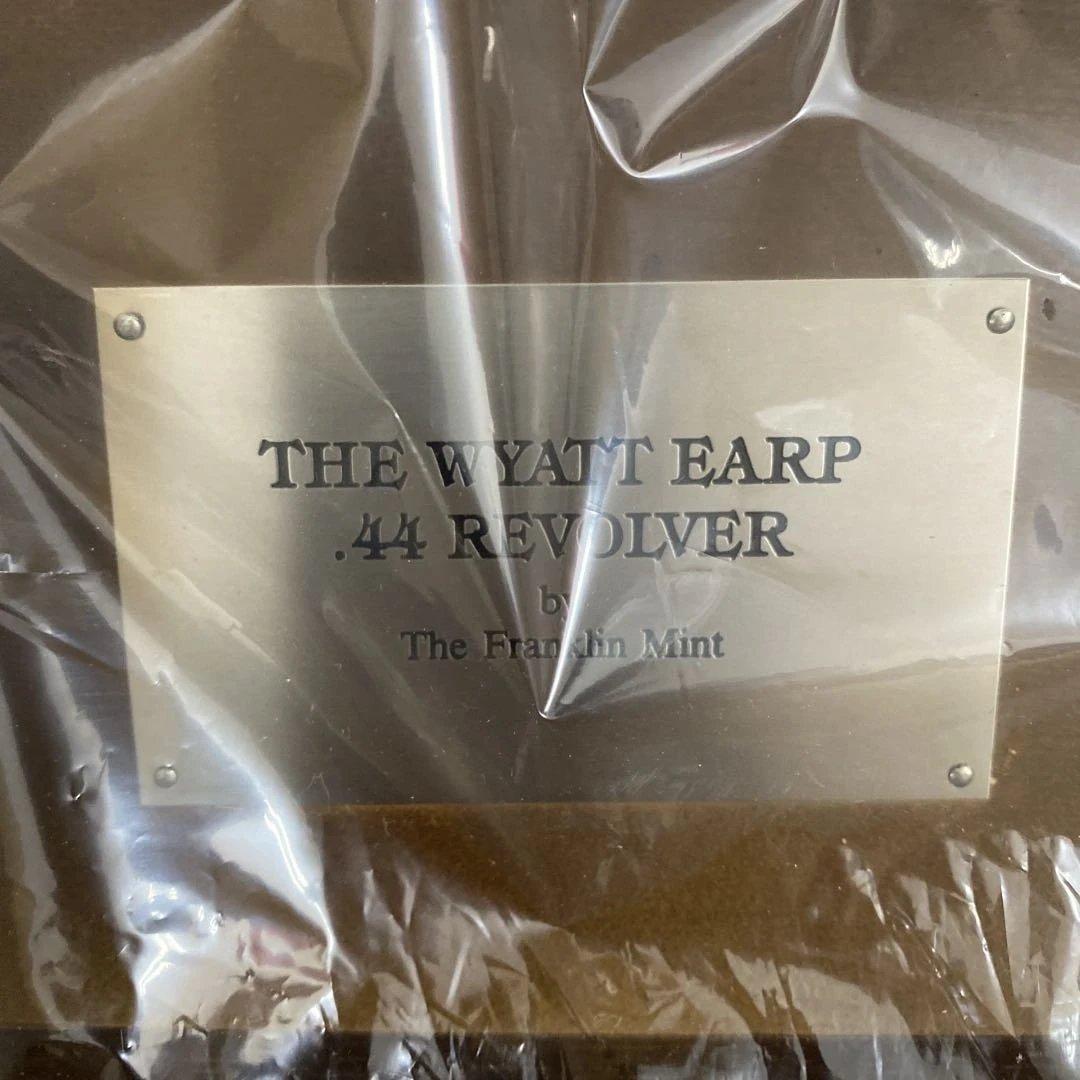 THE WYATT EARP
.44 REVOLVER
by
The Franklin Mint